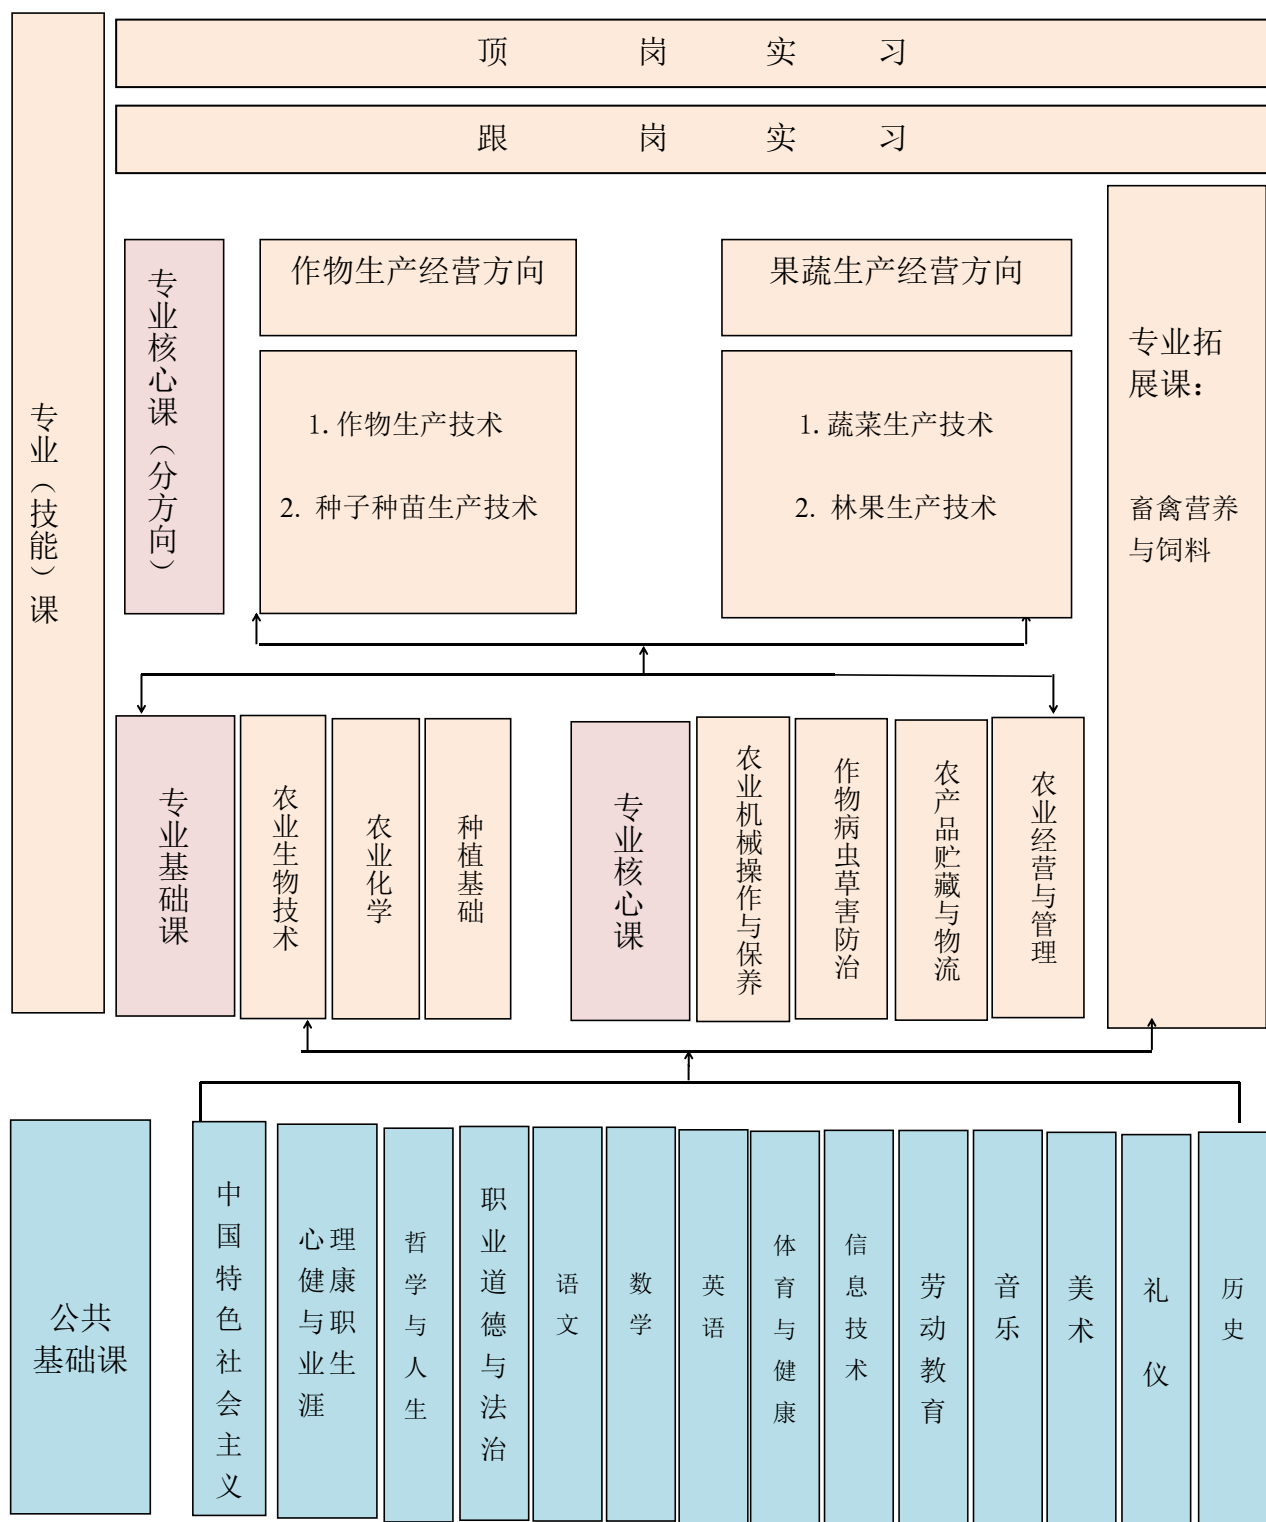 顶岗实习
跟岗实习
专业（技能）课
专业核心课（分方向）
作物生产经营方向
1. 作物生产技术
2. 种子种苗生产技术
果蔬生产经营方向
1. 蔬菜生产技术
2. 林果生产技术
专业拓
展课：
畜禽营养
与饲料
专业基础课
农业生物技术
农业化学
种植基础
专业核心课
农业机械操作与保养
作物病虫草害防治
农产品贮藏与物流
农业经营与管理
公共
基础课
中国特色社会主义
心理
健康
与职
业生
涯
哲学与人生
职业道德与法治
语文
数学
英语
体育与健康
信息技术
劳动教育
音乐
美术
礼仪
历史